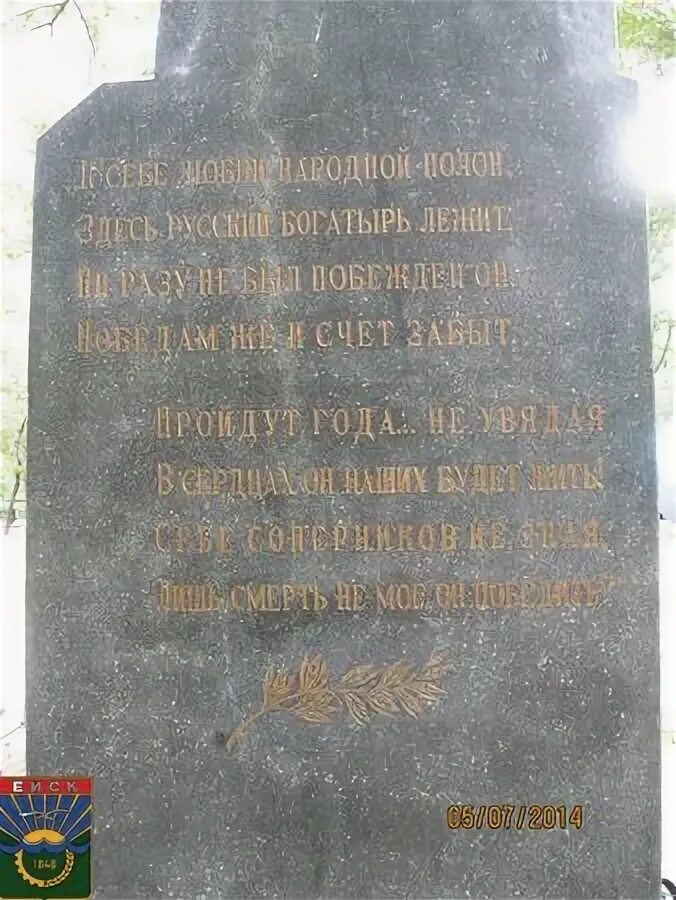 "К СЕБЕ ЛЮБВИ НАРОДНОЙ ПОЛОН,
ЗДЕСЬ РУССКИЙ БОГАТЫРЬ ЛЕЖИТ;
НИ РАЗУ НЕ БЫЛ ПОБЕЖДЕН ОН,
ПОБЕДАМ ЖЕ И СЧЕТ ЗАБЫТ.
ПРОЙДУТ ГОДА... НЕ УВЯДАЯ
В СЕРДЦАХ ОН НАШИХ БУДЕТ ЖИТЬ!
СЕБЕ СОПЕРНИКОВ НЕ ЗНАЯ
ЛИШЬ СМЕРТЬ НЕ МОГ ОН ПОБЕДИТЬ"
ЕЙСК
1848
05/07/2014